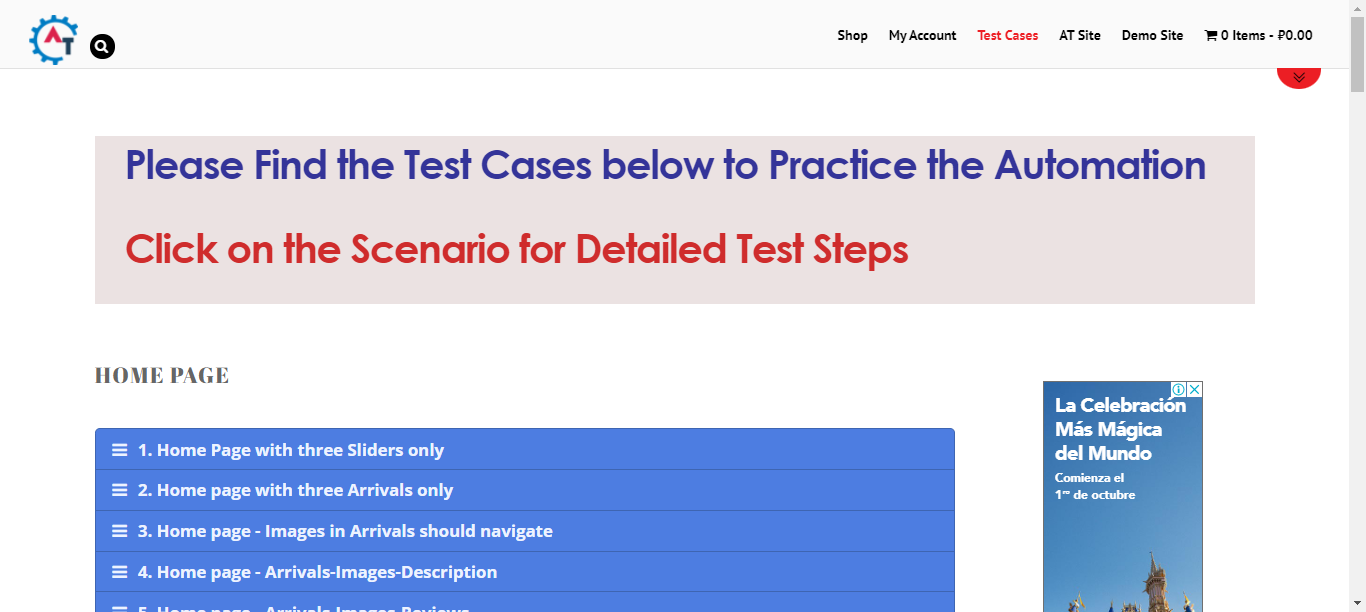 AT
Shop
My Account
Test Cases
AT Site
Demo Site
0 Items - ₽0.00
Please Find the Test Cases below to Practice the Automation
Click on the Scenario for Detailed Test Steps
HOME PAGE
1. Home Page with three Sliders only
2. Home page with three Arrivals only
3. Home page - Images in Arrivals should navigate
4. Home page - Arrivals-Images-Description
5. Home page - Arrivals-Images-Reviews
La Celebración
Más Mágica
del Mundo
Comienza el
1ro de octubre